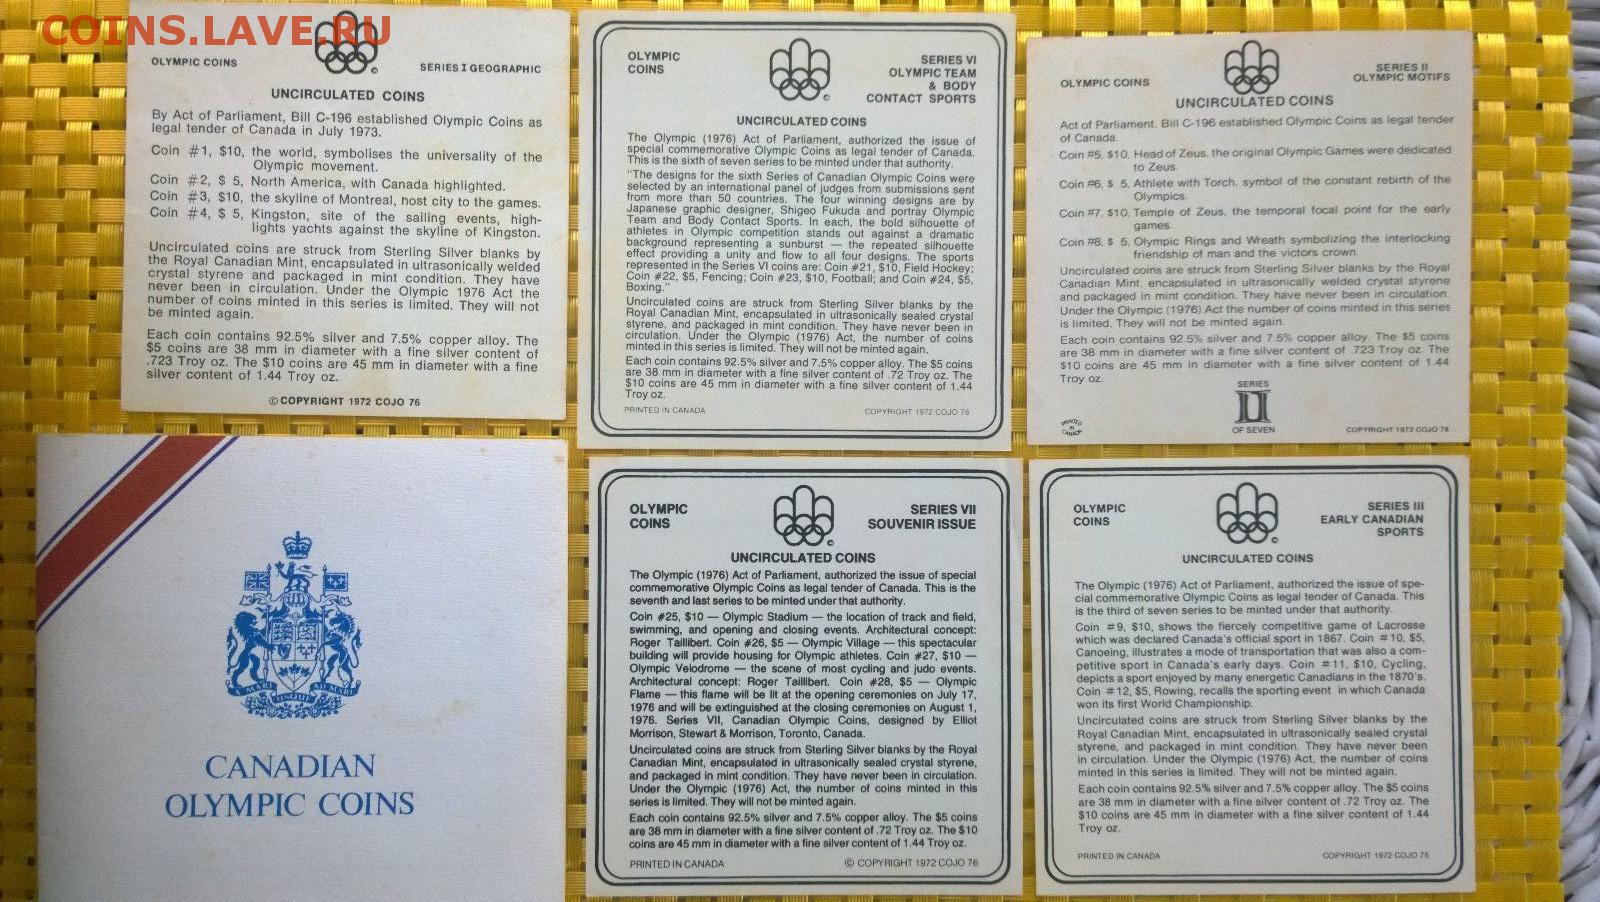 COINS.LAVE.RU
OLYMPIC COINS
SERIES I GEOGRAPHIC
UNCIRCULATED COINS
By Act of Parliament, Bill C-196 established Olympic Coins as
legal tender of Canada in July 1973.
Coin #1, $10, the world, symbolises the universality of the
Olympic movement.
Coin #2, $ 5, North America, with Canada highlighted.
Coin #3, $10, the skyline of Montreal, host city to the games.
Coin #4, $ 5, Kingston, site of the sailing events, high-
lights yachts against the skyline of Kingston.
Uncirculated coins are struck from Sterling Silver blanks by
the Royal Canadian Mint, encapsulated in ultrasonically welded
crystal styrene and packaged in mint condition. They have
never been in circulation. Under the Olympic 1976 Act the
number of coins minted in this series is limited. They will not
be minted again.
Each coin contains 92.5% silver and 7.5% copper alloy. The
$5 coins are 38 mm in diameter with a fine silver content of
.723 Troy oz. The $10 coins are 45 mm in diameter with a fine
silver content of 1.44 Troy oz.
© COPYRIGHT 1972 COJO 76
OLYMPIC
COINS
SERIES VI
OLYMPIC TEAM
& BODY
CONTACT SPORTS
UNCIRCULATED COINS
The Olympic (1976) Act of Parliament, authorized the issue of
special commemorative Olympic Coins as legal tender of Canada.
This is the sixth of seven series to be minted under that authority.
"The designs for the sixth Series of Canadian Olympic Coins were
selected by an international panel of judges from submissions sent
from more than 50 countries. The four winning designs are by
Japanese graphic designer, Shigeo Fukuda and portray Olympic
Team and Body Contact Sports. In each, the bold silhouette of
athletes in Olympic competition stands out against a dramatic
background representing a sunburst — the repeated silhouette
effect providing a unity and flow to all four designs. The sports
represented in the Series VI coins are: Coin #21, $10, Field Hockey;
Coin #22, $5, Fencing; Coin #23, $10, Football; and Coin #24, $5,
Boxing."
Uncirculated coins are struck from Sterling Silver blanks by the
Royal Canadian Mint, encapsulated in ultrasonically sealed crystal
styrene, and packaged in mint condition. They have never been in
circulation. Under the Olympic (1976) Act, the number of coins
minted in this series is limited. They will not be minted again.
Each coin contains 92.5% silver and 7.5% copper alloy. The $5 coins
are 38 mm in diameter with a fine silver content of .72 Troy oz. The
$10 coins are 45 mm in diameter with a fine silver content of 1.44
Troy oz.
PRINTED IN CANADA
COPYRIGHT 1972 COJO 76
OLYMPIC COINS
SERIES II
OLYMPIC MOTIFS
UNCIRCULATED COINS
Act of Parliament, Bill C-196 established Olympic Coins as legal tender
of Canada.
Coin #5, $10, Head of Zeus, the original Olympic Games were dedicated
to Zeus.
Coin #6, $ 5, Athlete with Torch, symbol of the constant rebirth of the
Olympics.
Coin #7, $10, Temple of Zeus, the temporal focal point for the early
games.
Coin #8, $ 5, Olympic Rings and Wreath symbolizing the interlocking
friendship of man and the victors crown.
Uncirculated coins are struck from Sterling Silver blanks by the Royal
Canadian Mint, encapsulated in ultrasonically welded crystal styrene
and packaged in mint condition. They have never been in circulation.
Under the Olympic (1976) Act the number of coins minted in this series
is limited. They will not be minted again.
Each coin contains 92.5% silver and 7.5% copper alloy. The $5 coins
are 38 mm in diameter with a fine silver content of .723 Troy oz. The
$10 coins are 45 mm in diameter with a fine silver content of 1.44
Troy oz.
PRINTED
IN
CANADA
SERIES
II
OF SEVEN
COPYRIGHT 1972 COJO 76
A MARI USQUE AD MARE
CANADIAN
OLYMPIC COINS
OLYMPIC
COINS
SERIES VII
SOUVENIR ISSUE
UNCIRCULATED COINS
The Olympic (1976) Act of Parliament, authorized the issue of special
commemorative Olympic Coins as legal tender of Canada. This is the
seventh and last series to be minted under that authority.
Coin #25, $10 — Olympic Stadium — the location of track and field,
swimming, and opening and closing events. Architectural concept:
Roger Taillibert. Coin #26, $5 — Olympic Village — this spectacular
building will provide housing for Olympic athletes. Coin #27, $10 —
Olympic Velodrome — the scene of most cycling and judo events.
Architectural concept: Roger Taillibert. Coin #28, $5 — Olympic
Flame — this flame will be lit at the opening ceremonies on July 17,
1976 and will be extinguished at the closing ceremonies on August 1,
1976. Series VII, Canadian Olympic Coins, designed by Elliot
Morrison, Stewart & Morrison, Toronto, Canada.
Uncirculated coins are struck from Sterling Silver blanks by the Royal
Canadian Mint, encapsulated in ultrasonically sealed crystal styrene,
and packaged in mint condition. They have never been in circulation.
Under the Olympic (1976) Act, the number of coins minted in this
series is limited. They will not be minted again.
Each coin contains 92.5% silver and 7.5% copper alloy. The $5 coins
are 38 mm in diameter with a fine silver content of .72 Troy oz. The $10
coins are 45 mm in diameter with a fine silver content of 1.44 Troy oz.
PRINTED IN CANADA
© COPYRIGHT 1972 COJO 76
OLYMPIC
COINS
SERIES III
EARLY CANADIAN
SPORTS
UNCIRCULATED COINS
The Olympic (1976) Act of Parliament, authorized the issue of spe-
cial commemorative Olympic Coins as legal tender of Canada. This
is the third of seven series to be minted under that authority.
Coin #9, $10, shows the fiercely competitive game of Lacrosse
which was declared Canada's official sport in 1867. Coin #10, $5,
Canoeing, illustrates a mode of transportation that was also a com-
petitive sport in Canada's early days. Coin #11, $10, Cycling,
depicts a sport enjoyed by many energetic Canadians in the 1870's.
Coin #12, $5, Rowing, recalls the sporting event in which Canada
won its first World Championship.
Uncirculated coins are struck from Sterling Silver blanks by the
Royal Canadian Mint, encapsulated in ultrasonically sealed crystal
styrene, and packaged in mint condition. They have never been
in circulation. Under the Olympic (1976) Act, the number of coins
minted in this series is limited. They will not be minted again.
Each coin contains 92.5% silver and 7.5% copper alloy. The $5 coins
are 38 mm in diameter with a fine silver content of .72 Troy oz. The
$10 coins are 45 mm in diameter with a fine silver content of 1.44
Troy oz.
PRINTED IN CANADA
COPYRIGHT 1972 COJO 76